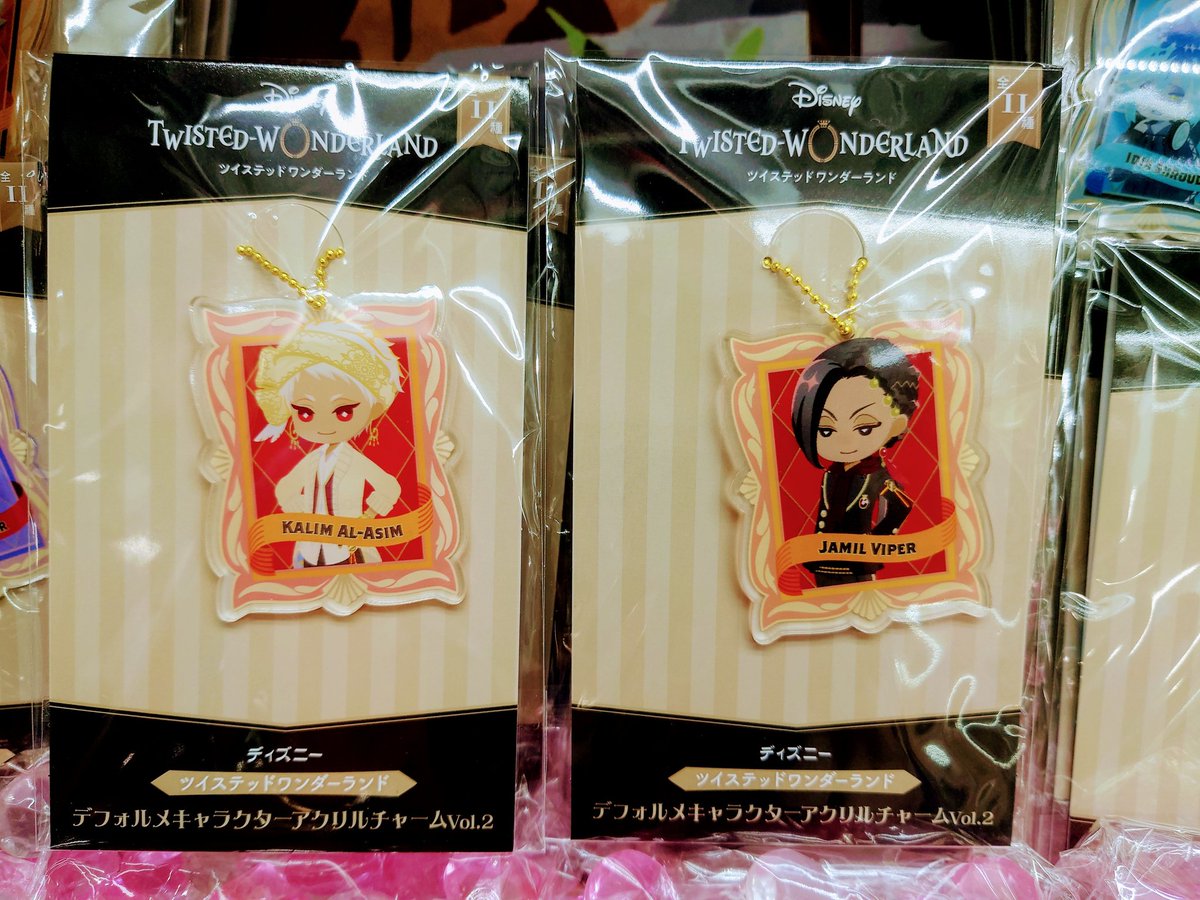 Disney
TWISTED-WONDERLAND
ツイステッドワンダーランド
11種
KALIM AL-ASIM
ディズニー
ツイステッドワンダーランド
デフォルメキャラクターアクリルチャームVol.2
Disney
TWISTED-WONDERLAND
ツイステッドワンダーランド
全11種
JAMIL VIPER
ディズニー
ツイステッドワンダーランド
デフォルメキャラクターアクリルチャームVol.2
全11